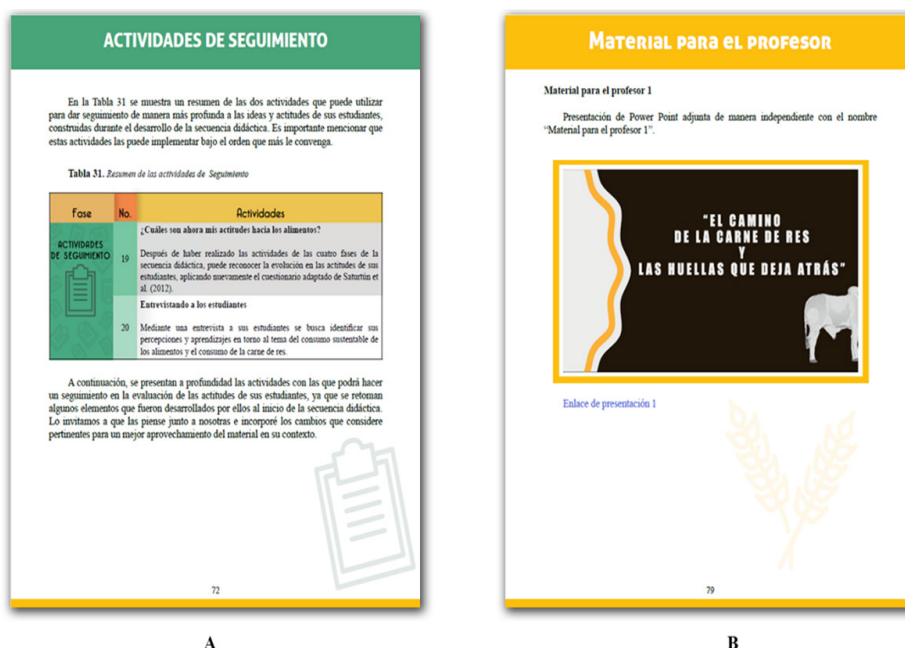 ACTIVIDADES DE SEGUIMIENTO
En la Tabla 31 se muestra un resumen de las dos actividades que puede utilizar
para dar seguimiento de manera más profunda a las ideas y actitudes de sus estudiantes,
construidas durante el desarrollo de la secuencia didáctica. Es importante mencionar que
estas actividades las puede implementar bajo el orden que más le convenga.
Tabla 31. Resumen de las actividades de Seguimiento
Fase No. Actividades
ACTIVIDADES
DE SEGUIMIENTO
19
¿Cuáles son ahora mis actitudes hacia los alimentos?
Después de haber realizado las actividades de las cuatro fases de la
secuencia didáctica, puede reconocer la evolución en las actitudes de sus
estudiantes, aplicando nuevamente el cuestionario adaptado de Saturtún et
al. (2012).
20
Entrevistando a los estudiantes
Mediante una entrevista a sus estudiantes se busca identificar sus
percepciones y aprendizajes en torno al tema del consumo sustentable de
los alimentos y el consumo de la carne de res.
A continuación, se presentan a profundidad las actividades con las que podrá hacer
un seguimiento en la evaluación de las actitudes de sus estudiantes, ya que se retoman
algunos elementos que fueron desarrollados por ellos al inicio de la secuencia didáctica.
Lo invitamos a que las piense junto a nosotras e incorporé los cambios que considere
pertinentes para un mejor aprovechamiento del material en su contexto.
72
A
Material para el profesor
Material para el profesor 1
Presentación de Power Point adjunta de manera independiente con el nombre
“Material para el profesor 1”.
“EL CAMINO
DE LA CARNE DE RES
Y
LAS HUELLAS QUE DEJA ATRÁS”
Enlace de presentación 1
79
B